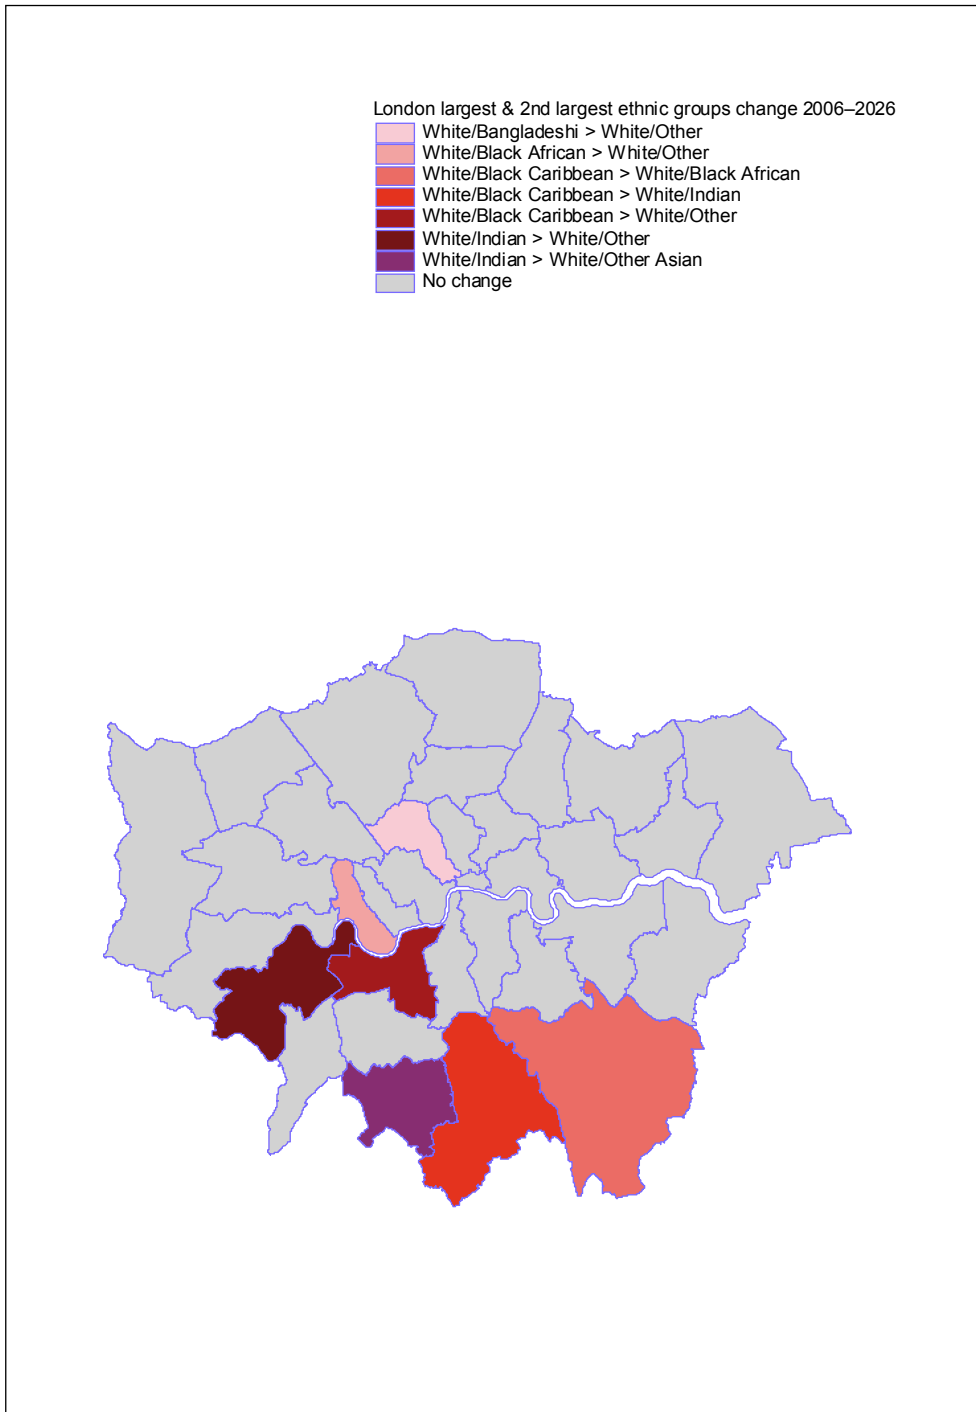 London largest & 2nd largest ethnic groups change 2006–2026
White/Bangladeshi > White/Other
White/Black African > White/Other
White/Black Caribbean > White/Black African
White/Black Caribbean > White/Indian
White/Black Caribbean > White/Other
White/Indian > White/Other
White/Indian > White/Other Asian
No change